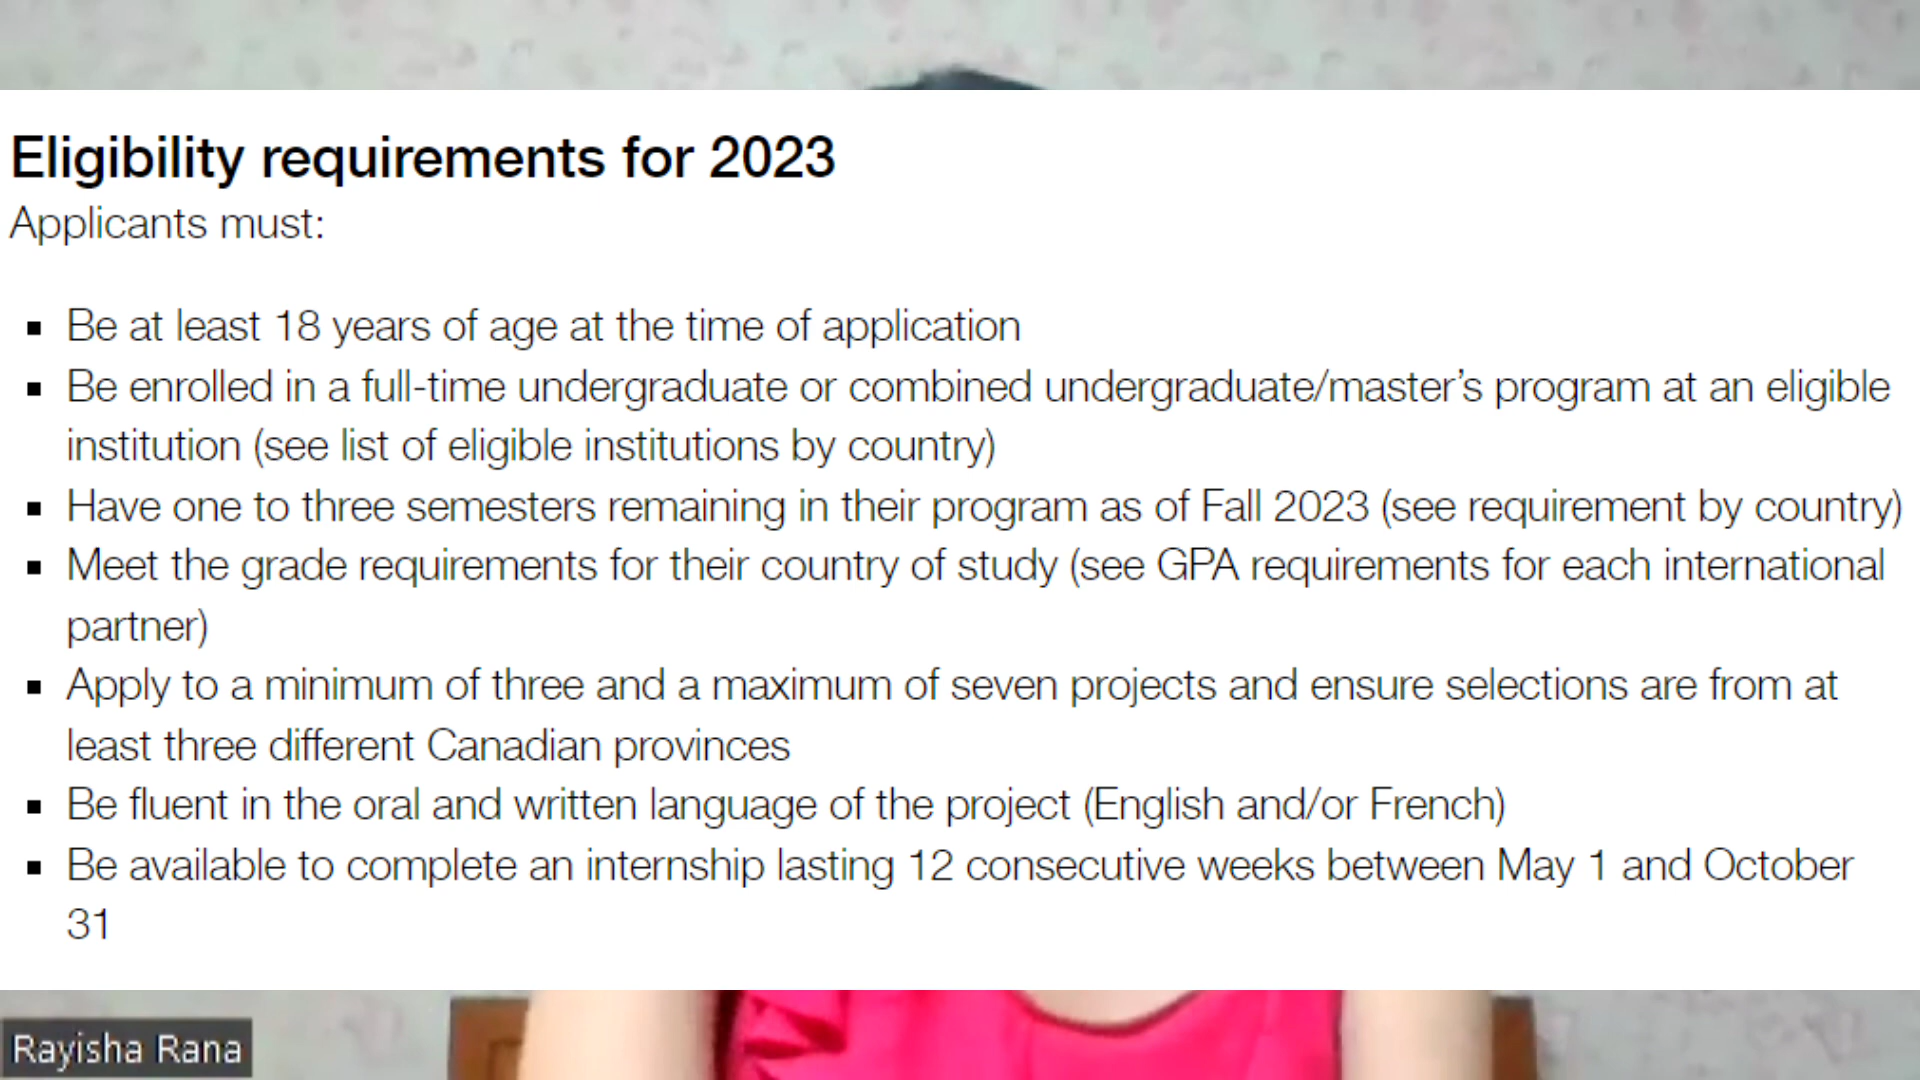 Eligibility requirements for 2023
Applicants must:
▪ Be at least 18 years of age at the time of application
▪ Be enrolled in a full-time undergraduate or combined undergraduate/master’s program at an eligible
institution (see list of eligible institutions by country)
▪ Have one to three semesters remaining in their program as of Fall 2023 (see requirement by country)
▪ Meet the grade requirements for their country of study (see GPA requirements for each international
partner)
▪ Apply to a minimum of three and a maximum of seven projects and ensure selections are from at
least three different Canadian provinces
▪ Be fluent in the oral and written language of the project (English and/or French)
▪ Be available to complete an internship lasting 12 consecutive weeks between May 1 and October
31
Rayisha Rana